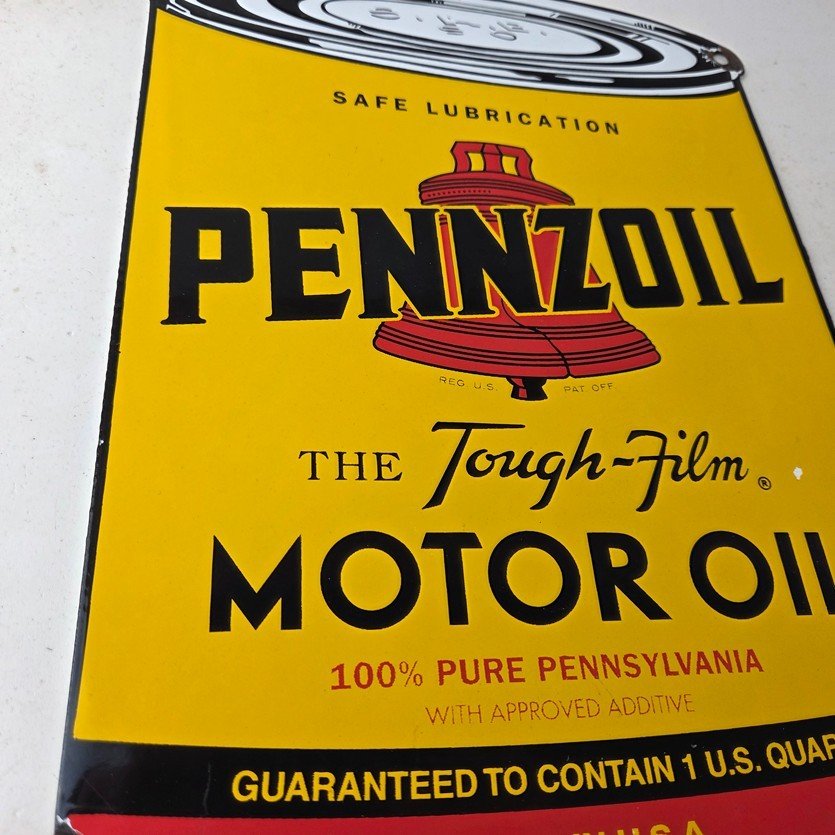 SAFE LUBRICATION
PENNZOIL
REG. U.S. PAT. OFF.
THE Tough-Film®
MOTOR OIL
100% PURE PENNSYLVANIA
WITH APPROVED ADDITIVE
GUARANTEED TO CONTAIN 1 U.S. QUAR
IN U.S.A.